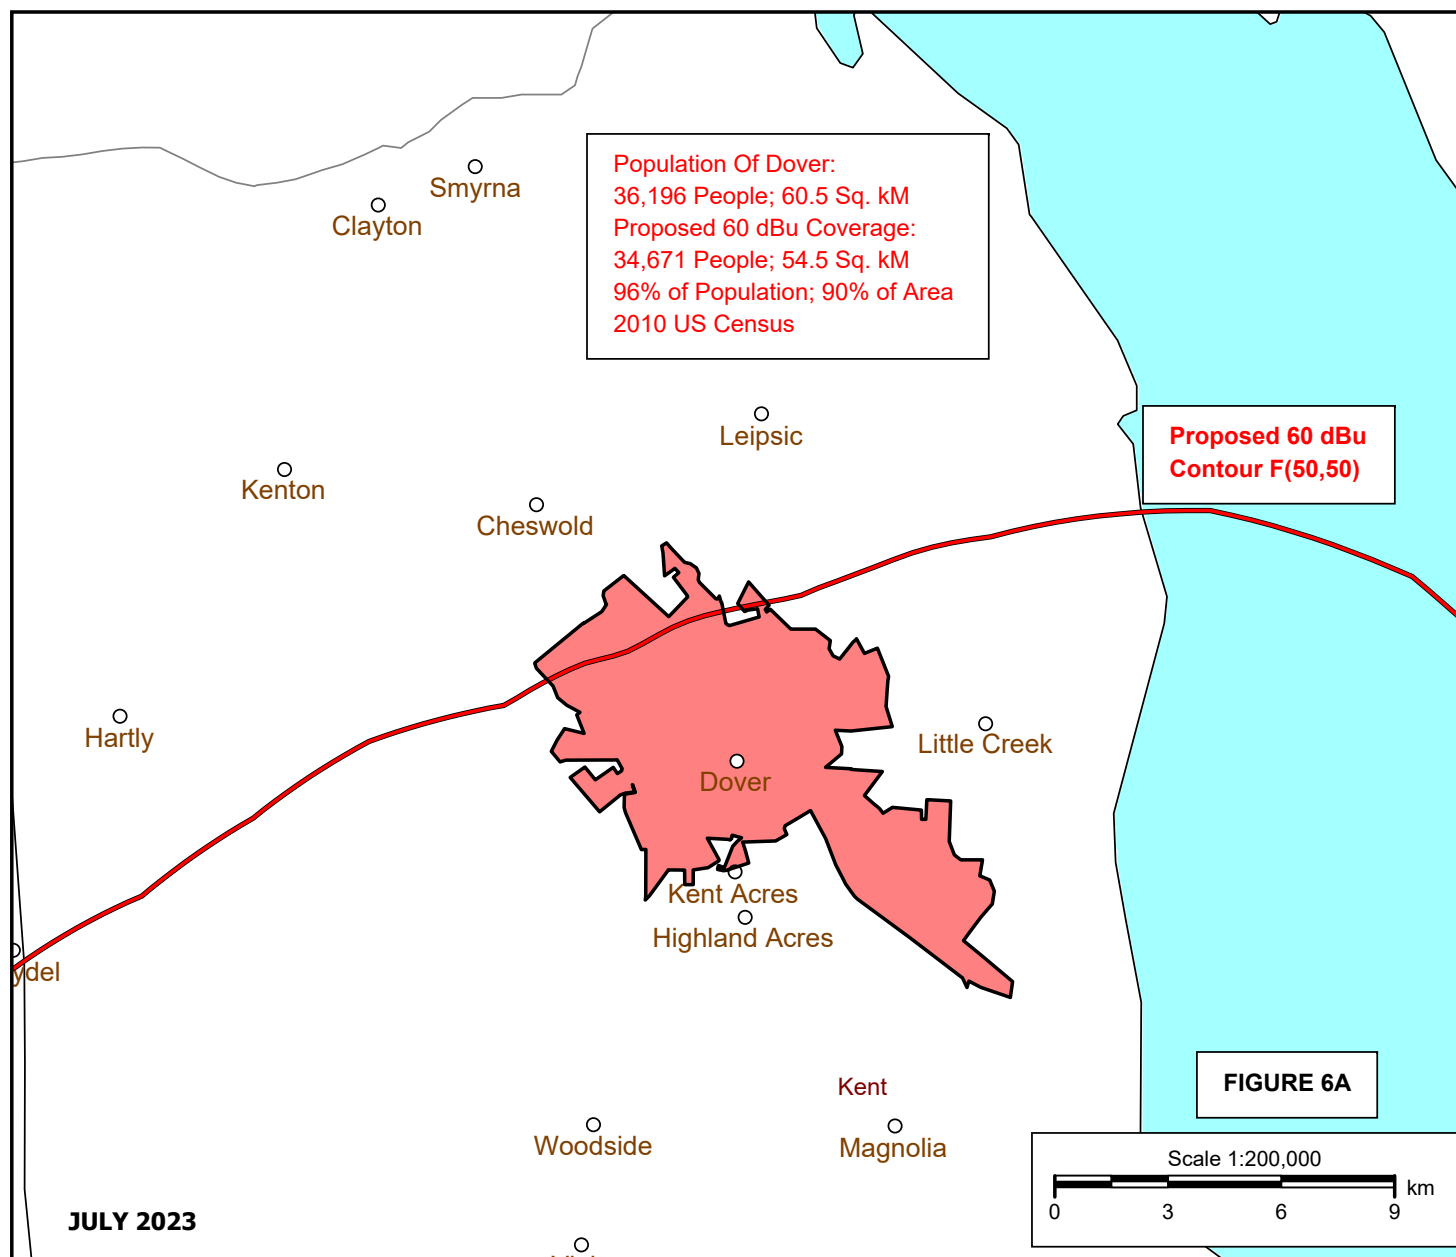 Smyrna
Clayton
Population Of Dover:
36,196 People; 60.5 Sq. kM
Proposed 60 dBu Coverage:
34,671 People; 54.5 Sq. kM
96% of Population; 90% of Area
2010 US Census
Leipsic
Proposed 60 dBu
Contour F(50,50)
Kenton
Cheswold
Hartly
Little Creek
Dover
Kent Acres
Highland Acres
ydel
Kent
FIGURE 6A
Woodside
Magnolia
Scale 1:200,000
km
0 3 6 9
JULY 2023